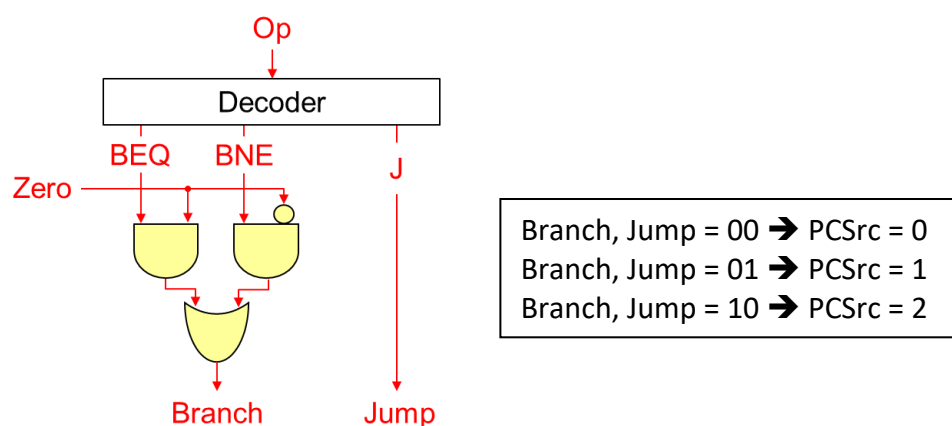 Op
Decoder
BEQ BNE J
Zero
Branch Jump
Branch, Jump = 00 ➔ PCSrc = 0
Branch, Jump = 01 ➔ PCSrc = 1
Branch, Jump = 10 ➔ PCSrc = 2